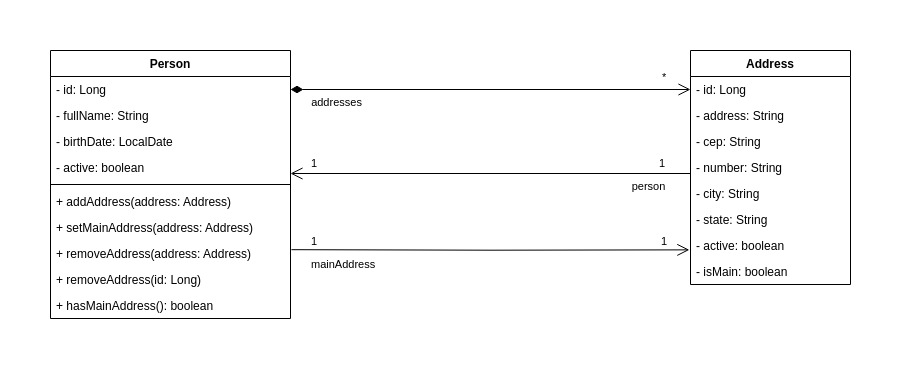 Person
- id: Long
- fullName: String
- birthDate: LocalDate
- active: boolean
+ addAddress(address: Address)
+ setMainAddress(address: Address)
+ removeAddress(address: Address)
+ removeAddress(id: Long)
+ hasMainAddress(): boolean
*
addresses
1 1
person
1 1
mainAddress
Address
- id: Long
- address: String
- cep: String
- number: String
- city: String
- state: String
- active: boolean
- isMain: boolean